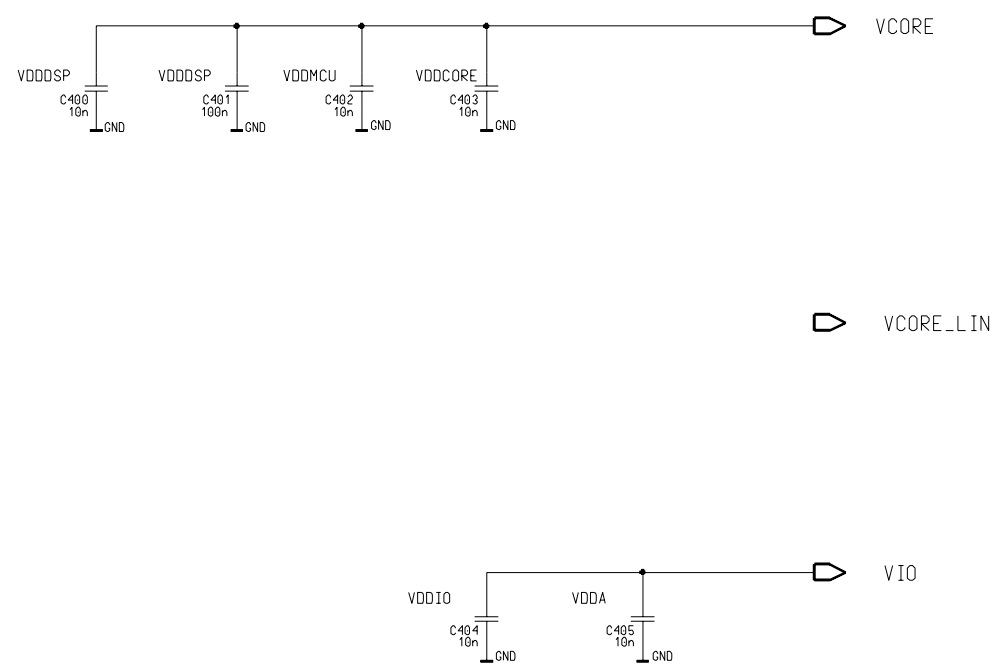 VCORE
VDDDSP VDDDSP VDDMCU VDDCORE
C400 C401 C402 C403
10n 100n 10n 10n
GND GND GND GND
VCORE_LIN
VIO
VDDIO VDDA
C404 C405
10n 10n
GND GND